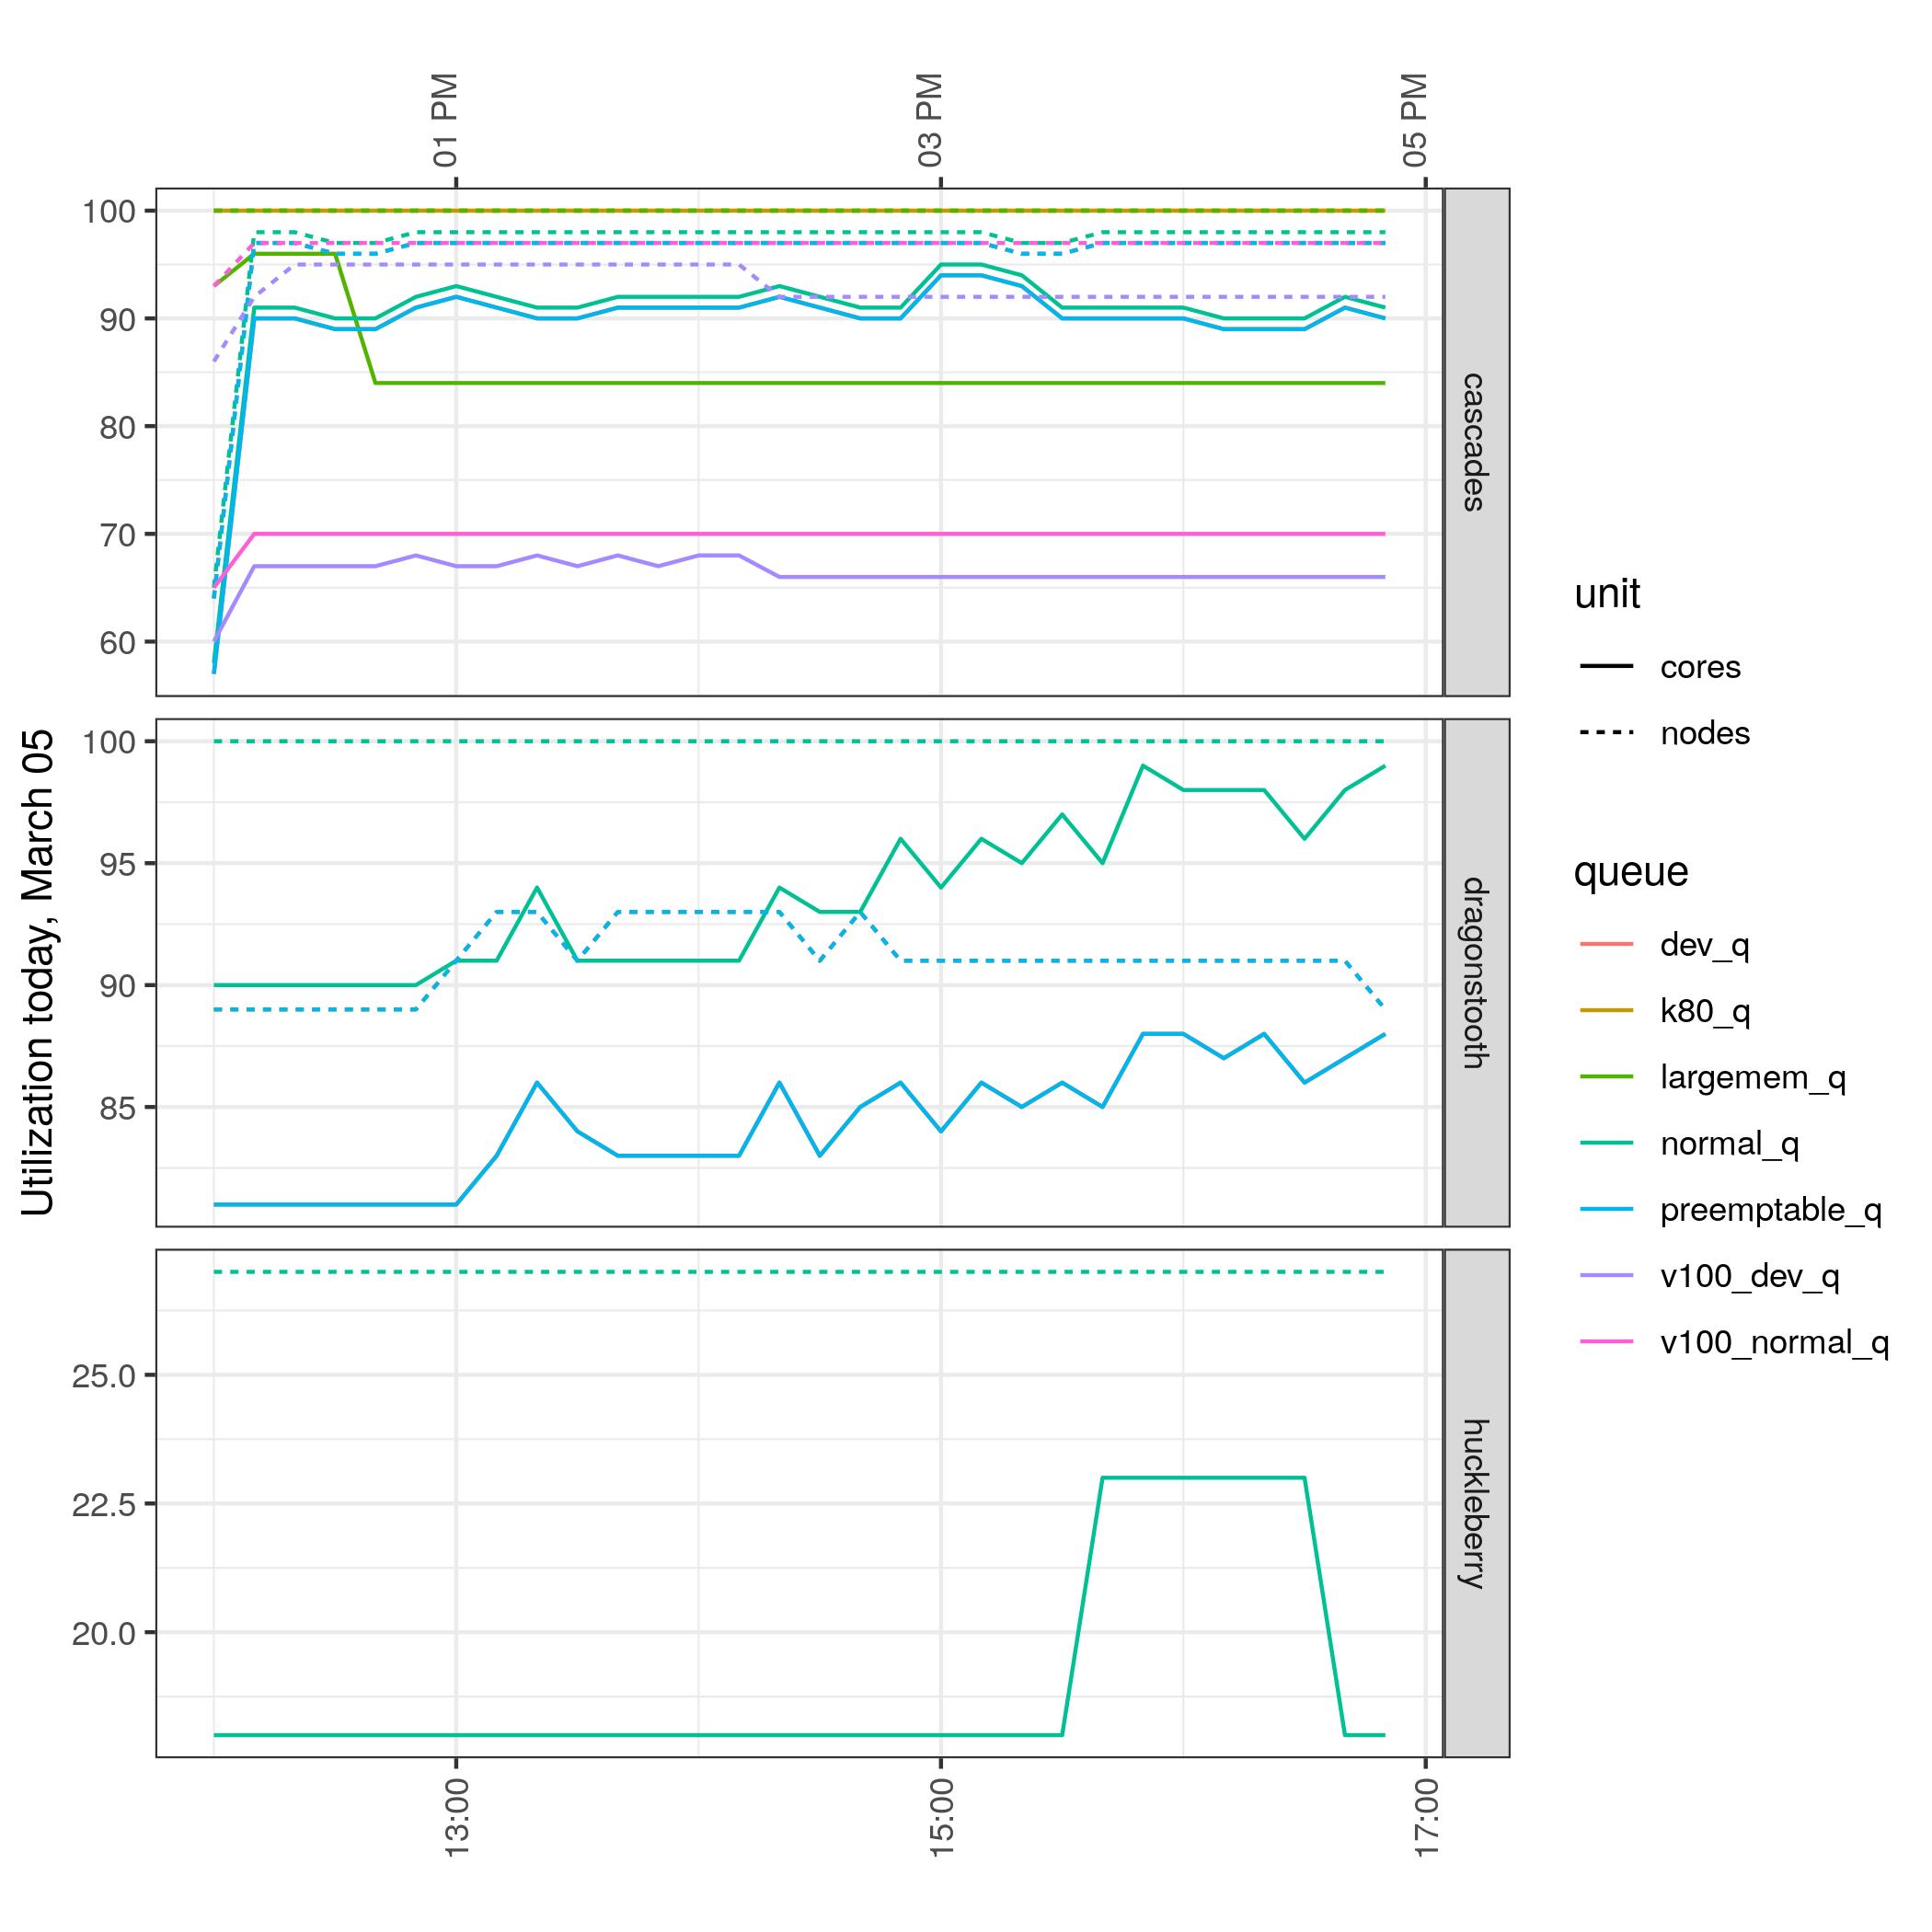 01 PM
03 PM
05 PM
100
90
80
70
60
cascades
100
95
90
85
dragonstooth
25.0
22.5
20.0
huckleberry
13:00
15:00
17:00
Utilization today, March 05
unit
cores
nodes
queue
dev_q
k80_q
largemem_q
normal_q
preemptable_q
v100_dev_q
v100_normal_q